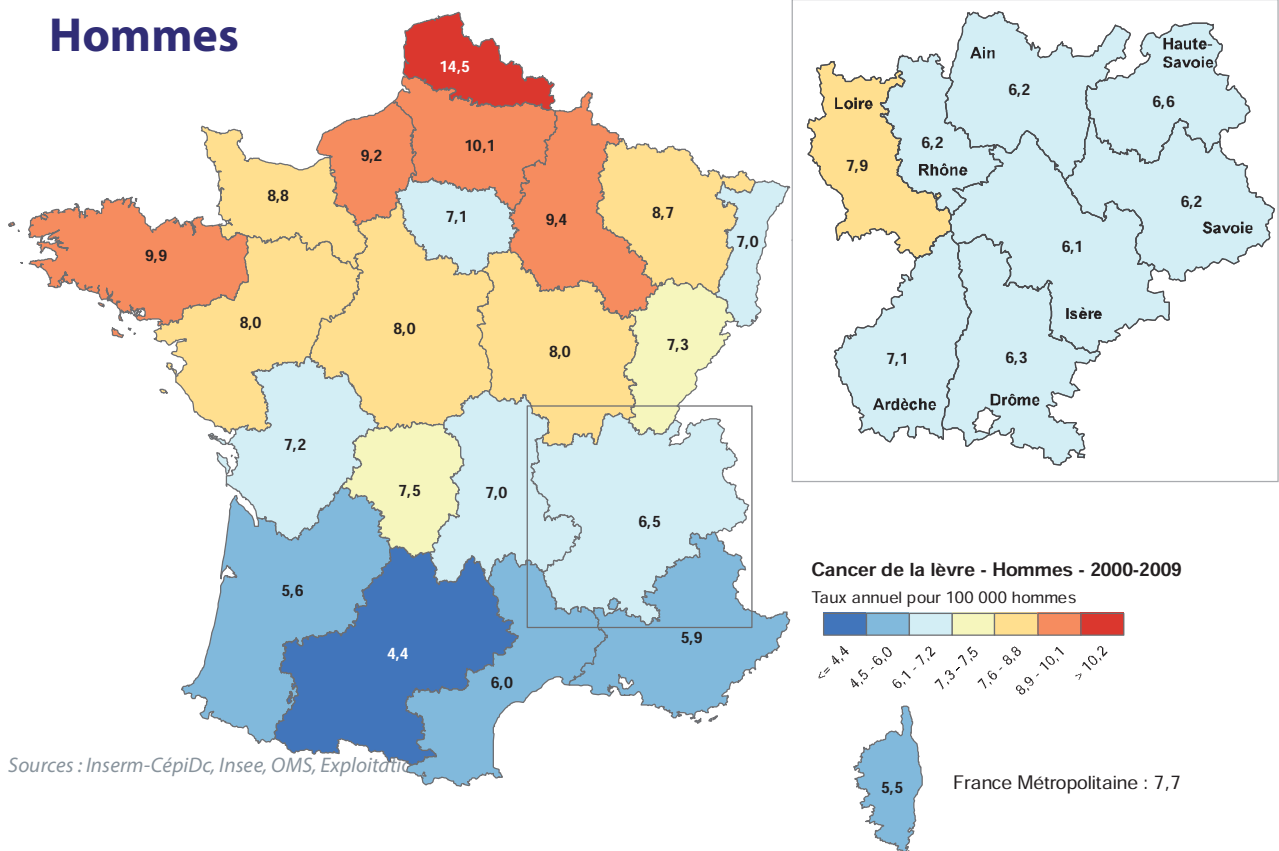 Hommes
14,5
9,2
10,1
8,8
7,1
9,4
8,7
7,0
9,9
8,0
8,0
8,0
7,3
7,2
7,5
7,0
6,5
5,6
4,4
5,9
6,0
Sources : Inserm-CépiDc, Insee, OMS, Exploitatio
Ain
Haute-
Savoie
6,2
6,6
Loire
7,9
6,2
Rhône
6,2
Savoie
6,1
Isère
7,1
6,3
Ardèche
Drôme
Cancer de la lèvre - Hommes - 2000-2009
Taux annuel pour 100 000 hommes
<= 4,4
4,5 - 6,0
6,1 - 7,2
7,3 - 7,5
7,6 - 8,8
8,9 - 10,1
> 10,2
5,5
France Métropolitaine : 7,7